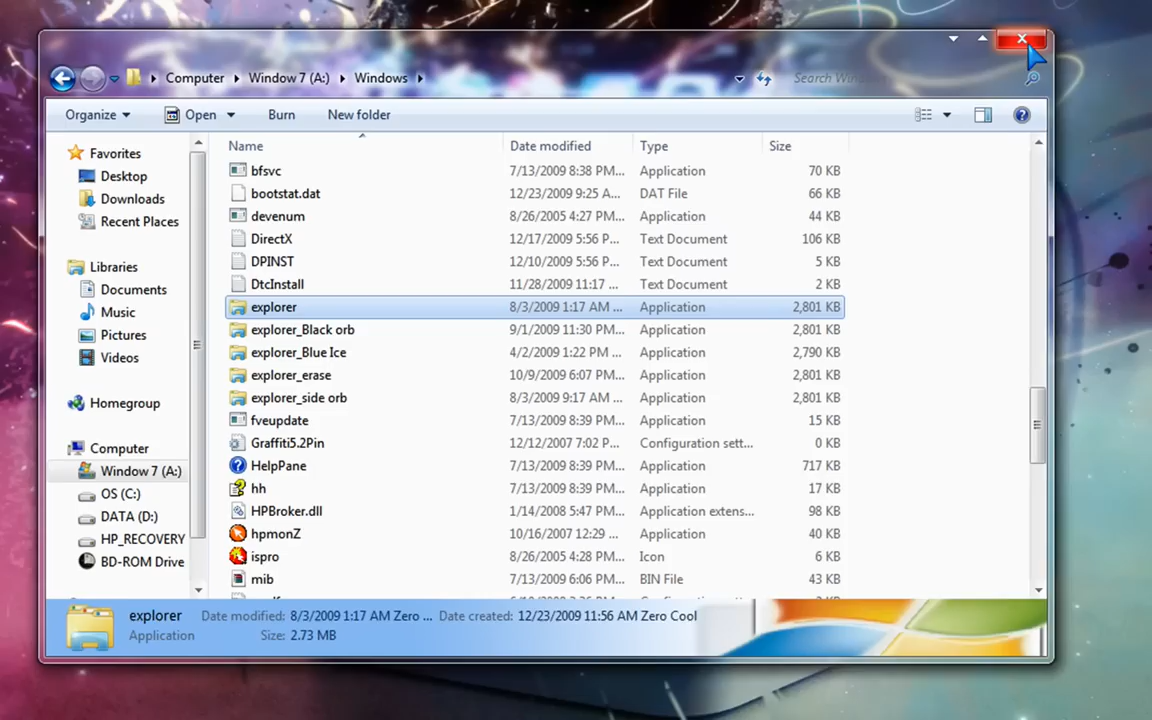 Computer Window 7 (A:) Windows
Organize Open Burn New folder
Name Date modified Type Size
Favorites
Desktop
Downloads
Recent Places
Libraries
Documents
Music
Pictures
Videos
Homegroup
Computer
Window 7 (A:)
OS (C:)
DATA (D:)
HP_RECOVERY
BD-ROM Drive
bfsvc 7/13/2009 8:38 PM... Application 70 KB
bootstat.dat 12/23/2009 9:25 A... DAT File 66 KB
devenum 8/26/2005 4:27 PM... Application 44 KB
DirectX 12/17/2009 5:56 P... Text Document 106 KB
DPINST 12/10/2009 5:56 P... Text Document 5 KB
DtcInstall 11/28/2009 11:17 ... Text Document 2 KB
explorer 8/3/2009 1:17 AM ... Application 2,801 KB
explorer_Black orb 9/1/2009 11:30 PM... Application 2,801 KB
explorer_Blue Ice 4/2/2009 1:22 PM ... Application 2,790 KB
explorer_erase 10/9/2009 6:07 PM... Application 2,801 KB
explorer_side orb 8/3/2009 9:17 AM ... Application 2,801 KB
fveupdate 7/13/2009 8:39 PM... Application 15 KB
Graffiti5.2Pin 12/12/2007 7:02 P... Configuration sett... 0 KB
HelpPane 7/13/2009 8:39 PM... Application 717 KB
hh 7/13/2009 8:39 PM... Application 17 KB
HPBroker.dll 1/14/2008 5:47 PM... Application extens... 98 KB
hpmonZ 10/16/2007 12:29 ... Application 40 KB
ispro 8/26/2005 4:28 PM... Icon 6 KB
mib 7/13/2009 6:06 PM... BIN File 43 KB
explorer Date modified: 8/3/2009 1:17 AM Zero ... Date created: 12/23/2009 11:56 AM Zero Cool
Application Size: 2.73 MB